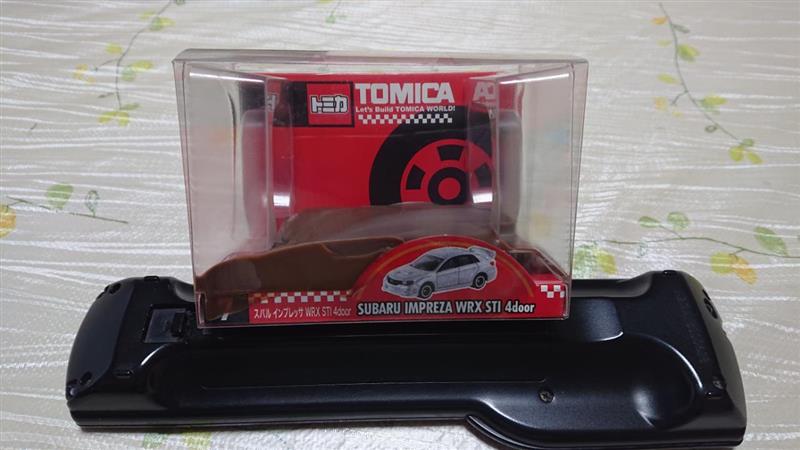 トミカ
TOMICA
Let's Build TOMICA WORLD!
スバル インプレッサ WRX STI 4door
SUBARU IMPREZA WRX STI 4door